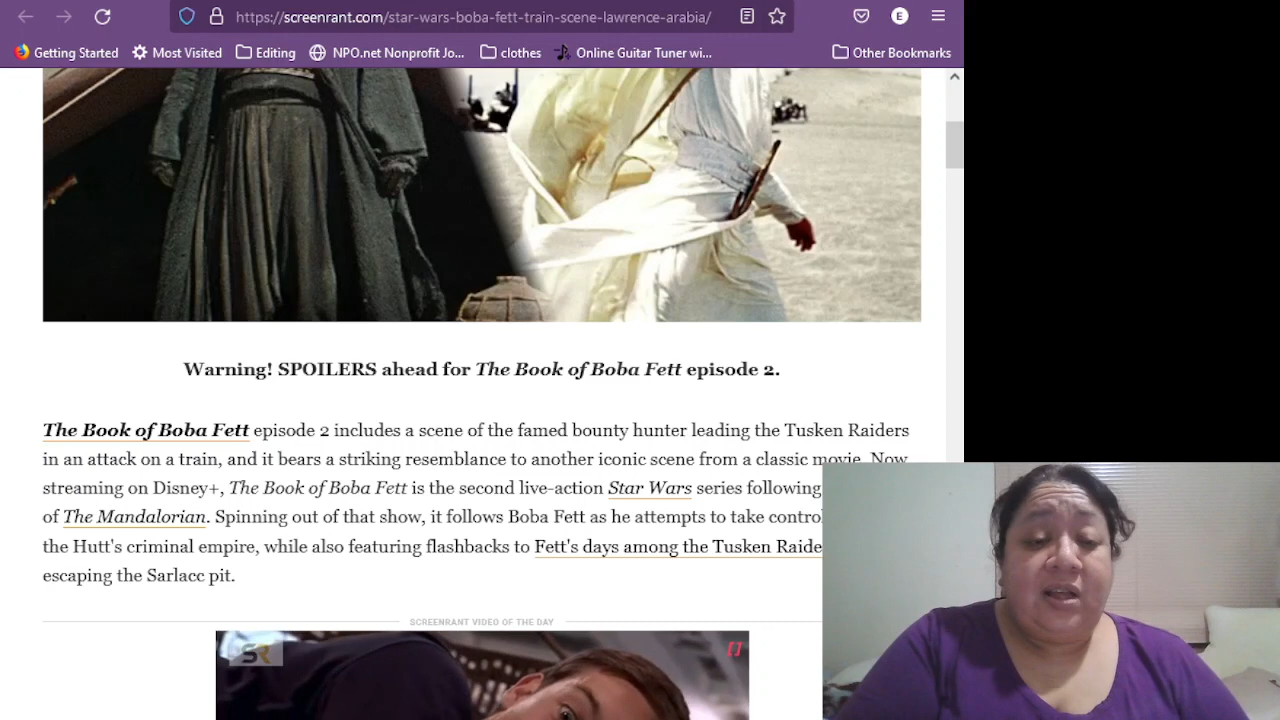 https://screenrant.com/star-wars-boba-fett-train-scene-lawrence-arabia/
E
Getting Started Most Visited Editing NPO.net Nonprofit Jo... clothes Online Guitar Tuner wi... Other Bookmarks
Warning! SPOILERS ahead for The Book of Boba Fett episode 2.
The Book of Boba Fett episode 2 includes a scene of the famed bounty hunter leading the Tusken Raiders
in an attack on a train, and it bears a striking resemblance to another iconic scene from a classic movie. Now
streaming on Disney+, The Book of Boba Fett is the second live-action Star Wars series following
of The Mandalorian. Spinning out of that show, it follows Boba Fett as he attempts to take control
the Hutt's criminal empire, while also featuring flashbacks to Fett's days among the Tusken Raide
escaping the Sarlacc pit.
SCREENRANT VIDEO OF THE DAY
SR